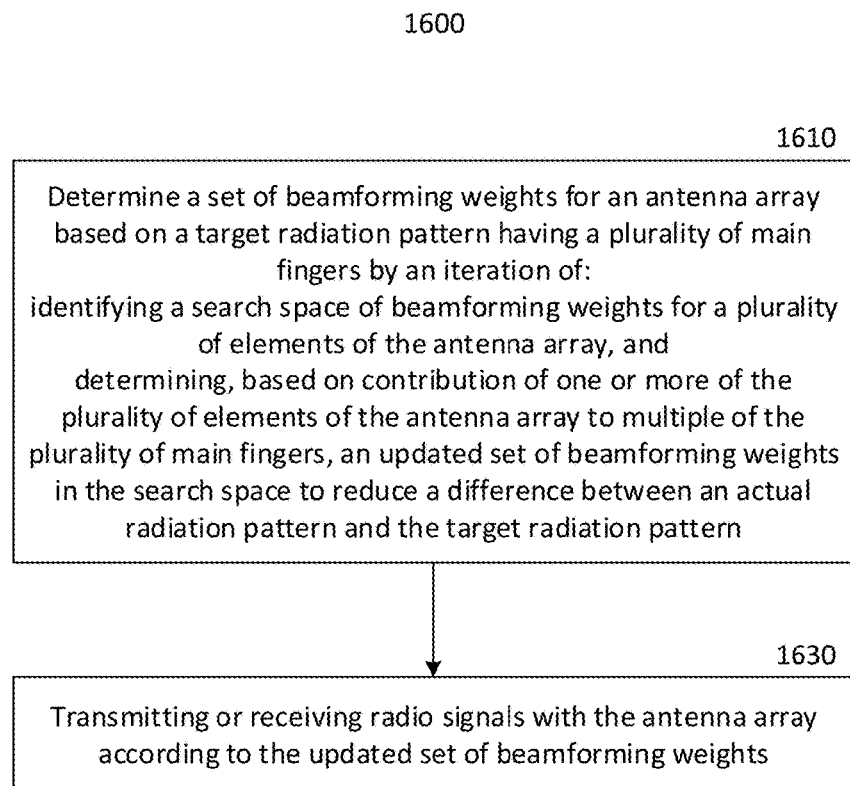 1600
1610
Determine a set of beamforming weights for an antenna array
based on a target radiation pattern having a plurality of main
fingers by an iteration of:
identifying a search space of beamforming weights for a plurality
of elements of the antenna array, and
determining, based on contribution of one or more of the
plurality of elements of the antenna array to multiple of the
plurality of main fingers, an updated set of beamforming weights
in the search space to reduce a difference between an actual
radiation pattern and the target radiation pattern
1630
Transmitting or receiving radio signals with the antenna array
according to the updated set of beamforming weights